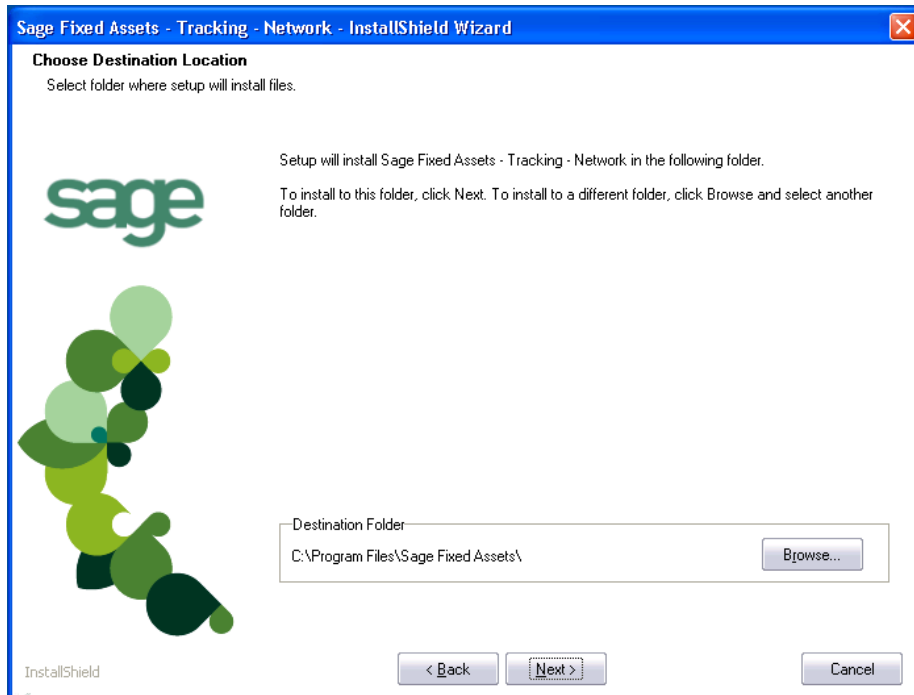 Sage Fixed Assets - Tracking - Network - InstallShield Wizard
Choose Destination Location
Select folder where setup will install files.
Setup will install Sage Fixed Assets - Tracking - Network in the following folder.
To install to this folder, click Next. To install to a different folder, click Browse and select another
folder.
sage
Destination Folder
C:\Program Files\Sage Fixed Assets\
Browse...
InstallShield
< Back
Next >
Cancel